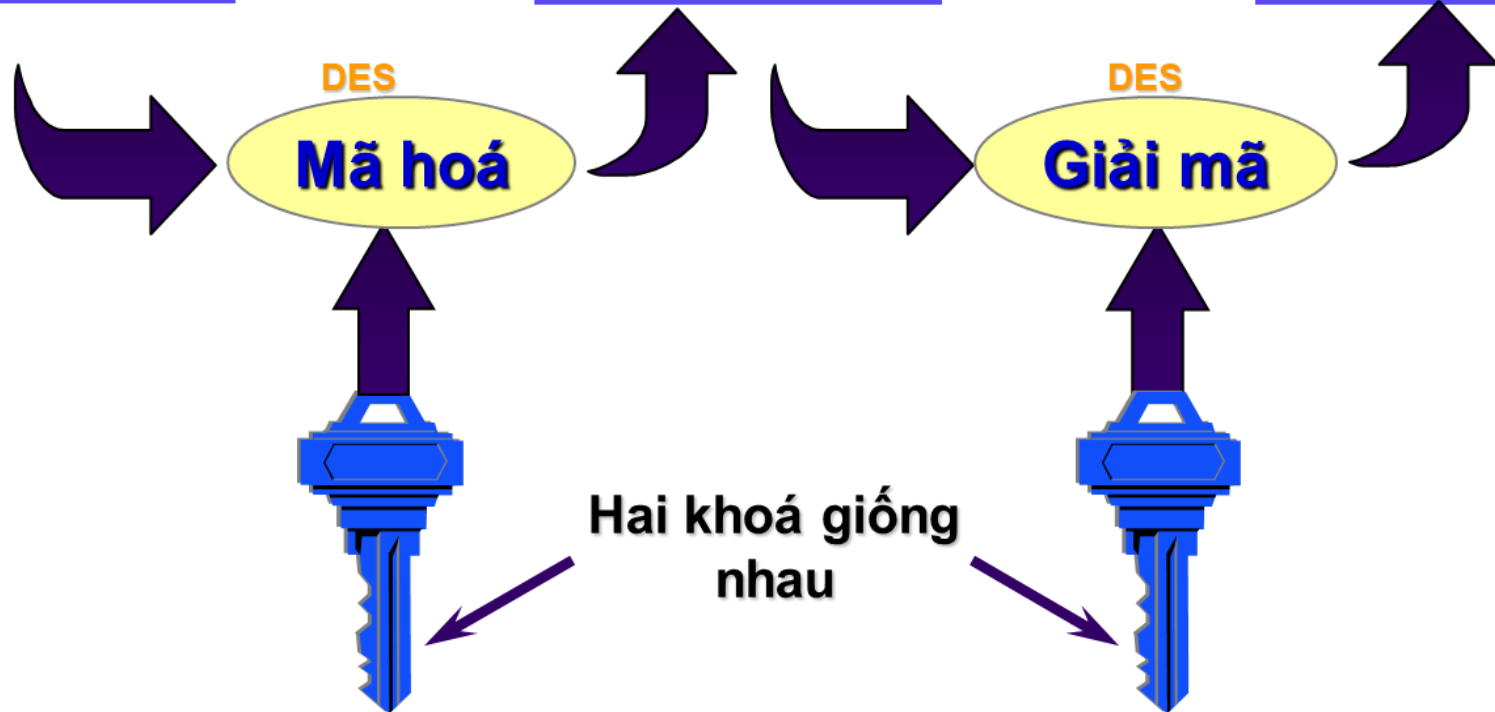 DES
Mã hoá
DES
Giải mã
Hai khoá giống
nhau